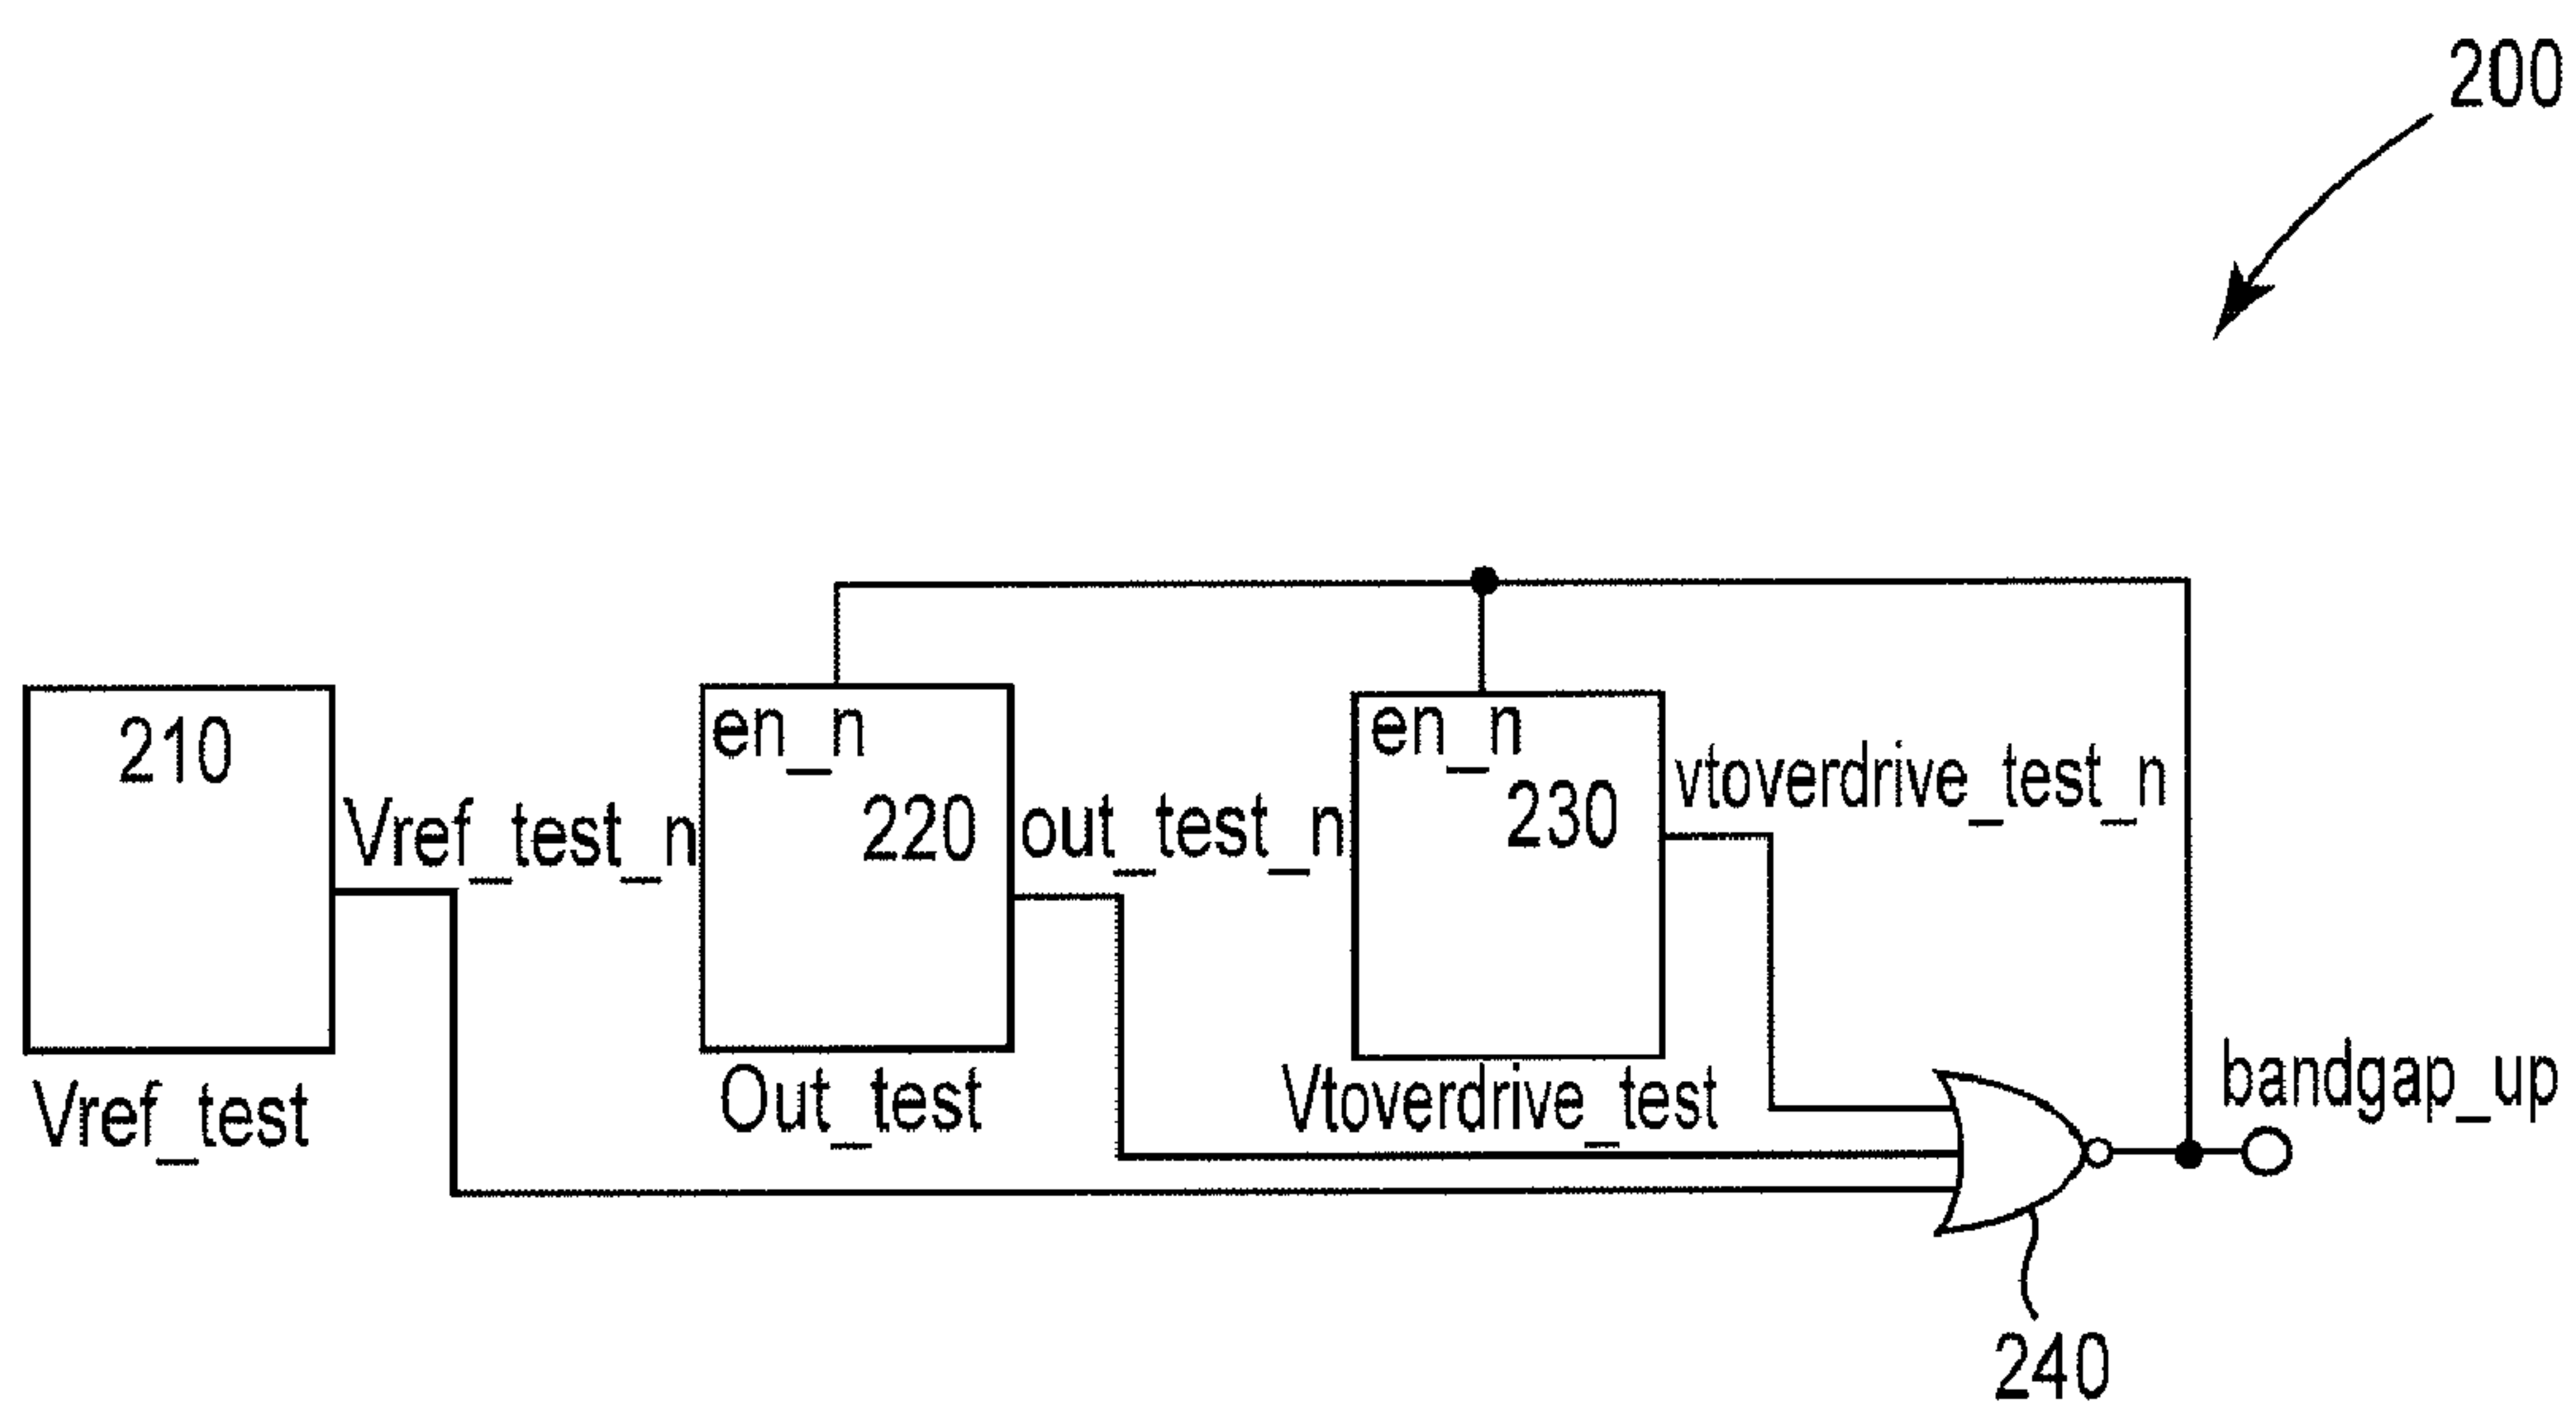 200
210
Vref_test_n
Vref_test
en_n
220
out_test_n
Out_test
en_n
230
vtoverdrive_test_n
Vtoverdrive_test
bandgap_up
240